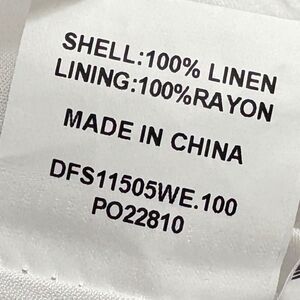 SHELL:100% LINEN
LINING:100%RAYON
MADE IN CHINA
DFS11505WE.100
PO22810